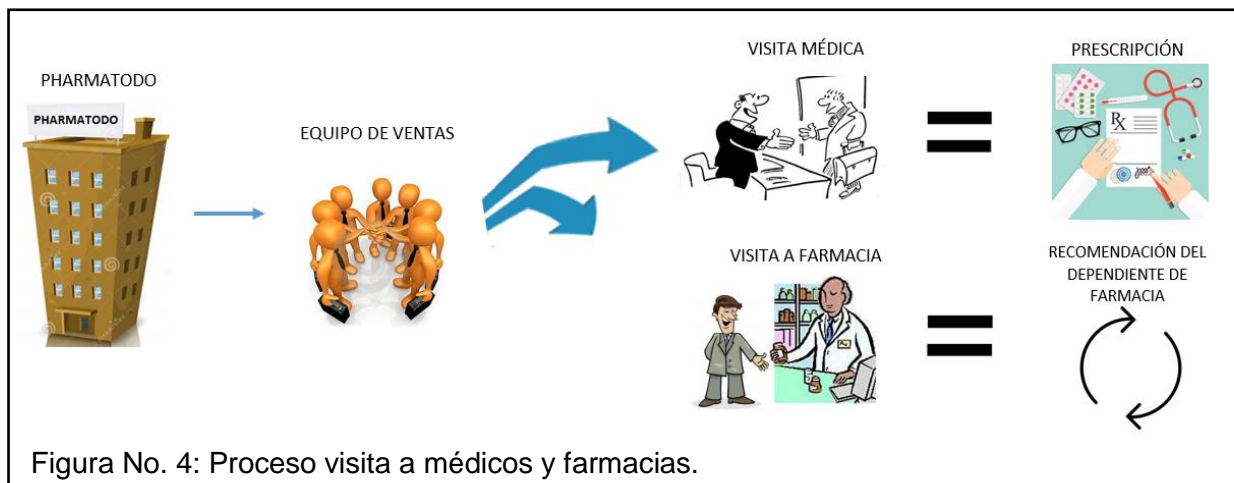 PHARMATODO
PHARMATODO
EQUIPO DE VENTAS
VISITA MÉDICA
PRESCRIPCIÓN
RX
VISITA A FARMACIA
RECOMENDACIÓN DEL
DEPENDIENTE DE
FARMACIA
Figura No. 4: Proceso visita a médicos y farmacias.